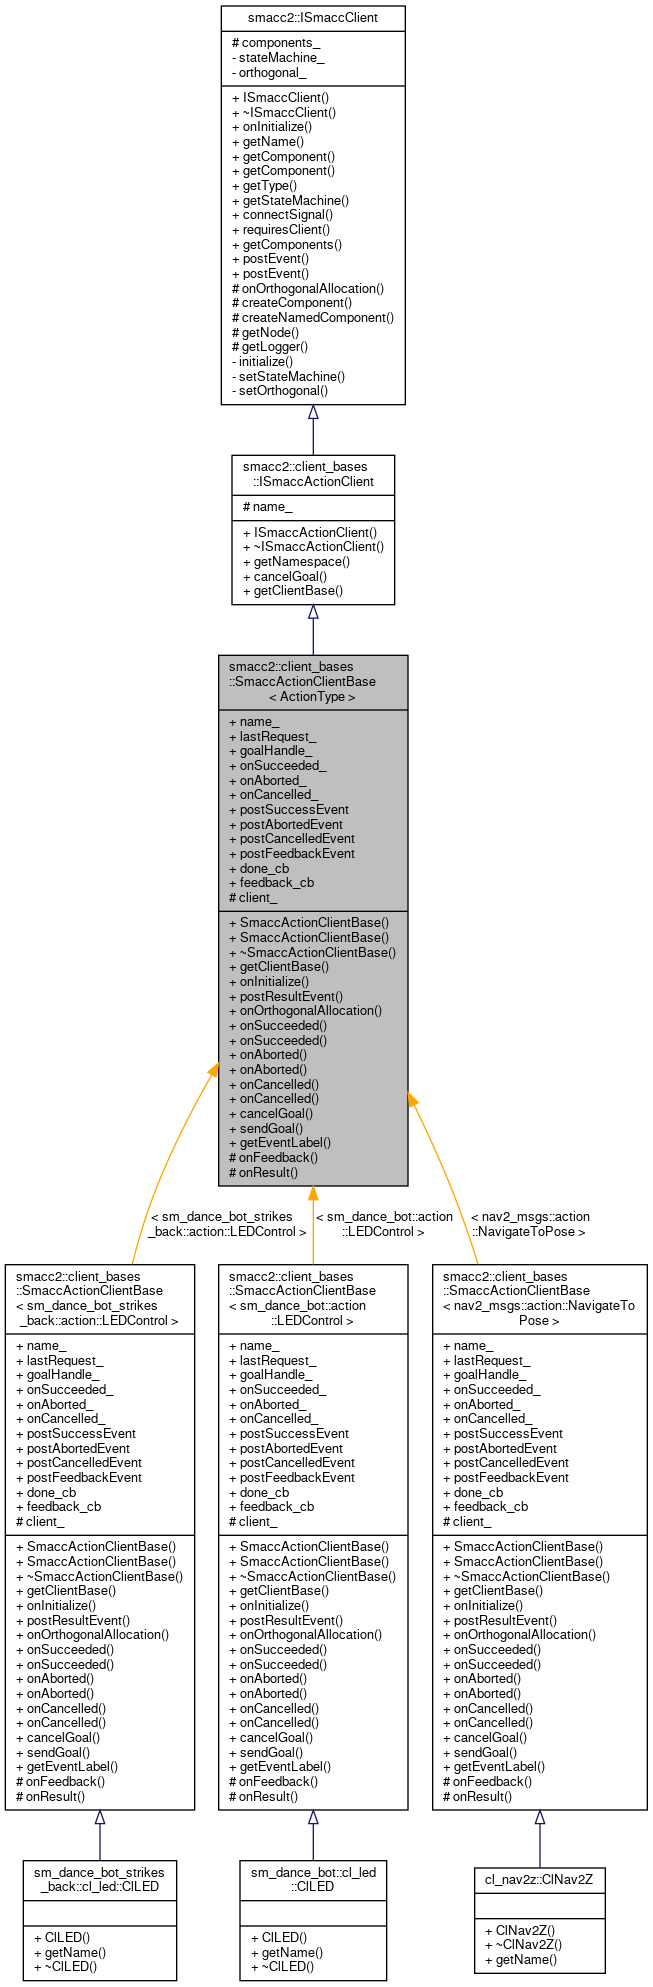 smacc2::ISmaccClient
# components_
- stateMachine_
- orthogonal_
+ ISmaccClient()
+ ~ISmaccClient()
+ onInitialize()
+ getName()
+ getComponent()
+ getComponent()
+ getType()
+ getStateMachine()
+ connectSignal()
+ requiresClient()
+ getComponents()
+ postEvent()
+ postEvent()
# onOrthogonalAllocation()
# createComponent()
# createNamedComponent()
# getNode()
# getLogger()
- initialize()
- setStateMachine()
- setOrthogonal()
smacc2::client_bases
::ISmaccActionClient
# name_
+ ISmaccActionClient()
+ ~ISmaccActionClient()
+ getNamespace()
+ cancelGoal()
+ getClientBase()
smacc2::client_bases
::SmaccActionClientBase
< ActionType >
+ name_
+ lastRequest_
+ goalHandle_
+ onSucceeded_
+ onAborted_
+ onCancelled_
+ postSuccessEvent
+ postAbortedEvent
+ postCancelledEvent
+ postFeedbackEvent
+ done_cb
+ feedback_cb
# client_
+ SmaccActionClientBase()
+ SmaccActionClientBase()
+ ~SmaccActionClientBase()
+ getClientBase()
+ onInitialize()
+ postResultEvent()
+ onOrthogonalAllocation()
+ onSucceeded()
+ onSucceeded()
+ onAborted()
+ onAborted()
+ onCancelled()
+ onCancelled()
+ cancelGoal()
+ sendGoal()
+ getEventLabel()
# onFeedback()
# onResult()
< sm_dance_bot_strikes
_back::action::LEDControl >
< sm_dance_bot::action
::LEDControl >
< nav2_msgs::action
::NavigateToPose >
smacc2::client_bases
::SmaccActionClientBase
< sm_dance_bot_strikes
_back::action::LEDControl >
+ name_
+ lastRequest_
+ goalHandle_
+ onSucceeded_
+ onAborted_
+ onCancelled_
+ postSuccessEvent
+ postAbortedEvent
+ postCancelledEvent
+ postFeedbackEvent
+ done_cb
+ feedback_cb
# client_
+ SmaccActionClientBase()
+ SmaccActionClientBase()
+ ~SmaccActionClientBase()
+ getClientBase()
+ onInitialize()
+ postResultEvent()
+ onOrthogonalAllocation()
+ onSucceeded()
+ onSucceeded()
+ onAborted()
+ onAborted()
+ onCancelled()
+ onCancelled()
+ cancelGoal()
+ sendGoal()
+ getEventLabel()
# onFeedback()
# onResult()
smacc2::client_bases
::SmaccActionClientBase
< sm_dance_bot::action
::LEDControl >
+ name_
+ lastRequest_
+ goalHandle_
+ onSucceeded_
+ onAborted_
+ onCancelled_
+ postSuccessEvent
+ postAbortedEvent
+ postCancelledEvent
+ postFeedbackEvent
+ done_cb
+ feedback_cb
# client_
+ SmaccActionClientBase()
+ SmaccActionClientBase()
+ ~SmaccActionClientBase()
+ getClientBase()
+ onInitialize()
+ postResultEvent()
+ onOrthogonalAllocation()
+ onSucceeded()
+ onSucceeded()
+ onAborted()
+ onAborted()
+ onCancelled()
+ onCancelled()
+ cancelGoal()
+ sendGoal()
+ getEventLabel()
# onFeedback()
# onResult()
smacc2::client_bases
::SmaccActionClientBase
< nav2_msgs::action::NavigateTo
Pose >
+ name_
+ lastRequest_
+ goalHandle_
+ onSucceeded_
+ onAborted_
+ onCancelled_
+ postSuccessEvent
+ postAbortedEvent
+ postCancelledEvent
+ postFeedbackEvent
+ done_cb
+ feedback_cb
# client_
+ SmaccActionClientBase()
+ SmaccActionClientBase()
+ ~SmaccActionClientBase()
+ getClientBase()
+ onInitialize()
+ postResultEvent()
+ onOrthogonalAllocation()
+ onSucceeded()
+ onSucceeded()
+ onAborted()
+ onAborted()
+ onCancelled()
+ onCancelled()
+ cancelGoal()
+ sendGoal()
+ getEventLabel()
# onFeedback()
# onResult()
sm_dance_bot_strikes
_back::cl_led::ClLED
+ ClLED()
+ getName()
+ ~ClLED()
sm_dance_bot::cl_led
::ClLED
+ ClLED()
+ getName()
+ ~ClLED()
cl_nav2z::ClNav2Z
+ ClNav2Z()
+ ~ClNav2Z()
+ getName()